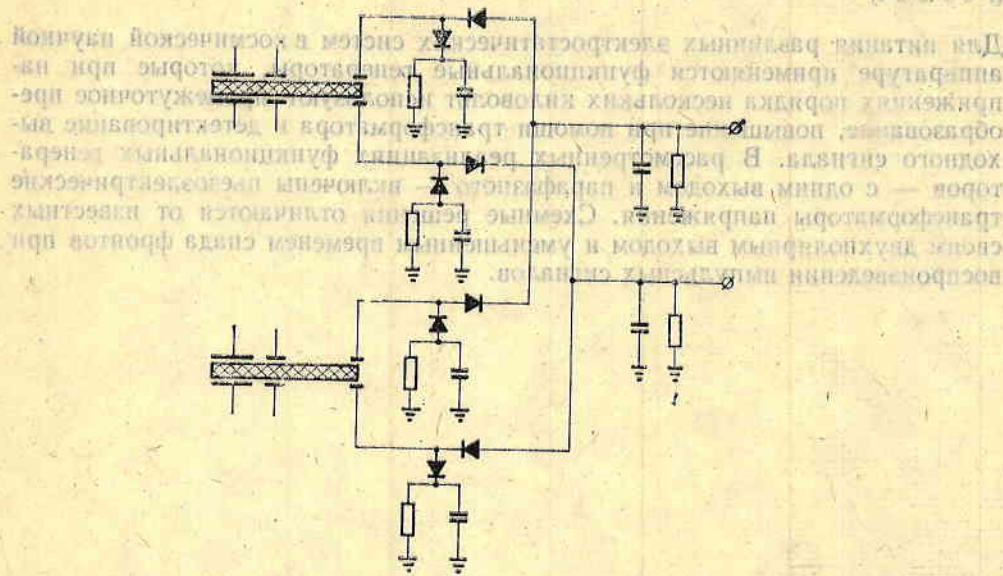 Для питания различных электростатических систем в космической научной
аппаратуре применяются функциональные генераторы, которые при на-
пряжениях порядка нескольких киловольт используют промежуточное пре-
образование, повышение при помощи трансформатора и детектирование вы-
ходного сигнала. В рассмотренных реализациях функциональных генера-
торов — с одним выходом и парафазного — включены пьезоэлектрические
трансформаторы напряжения. Схемные решения отличаются от известных
своим двухполярным выходом и уменьшенным временем спада фронтов при
воспроизведении импульсных сигналов.